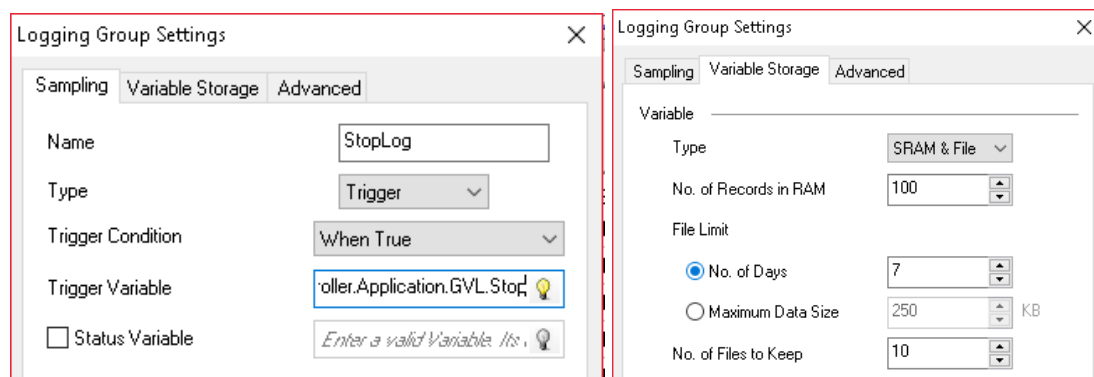 Logging Group Settings
Sampling Variable Storage Advanced
Name StopLog
Type Trigger
Trigger Condition When True
Trigger Variable roller.Application.GVL.Stop
Status Variable Enter a valid Variable. Its
Logging Group Settings
Sampling Variable Storage Advanced
Variable
Type SRAM & File
No. of Records in RAM 100
File Limit
No. of Days 7
Maximum Data Size 250 KB
No. of Files to Keep 10